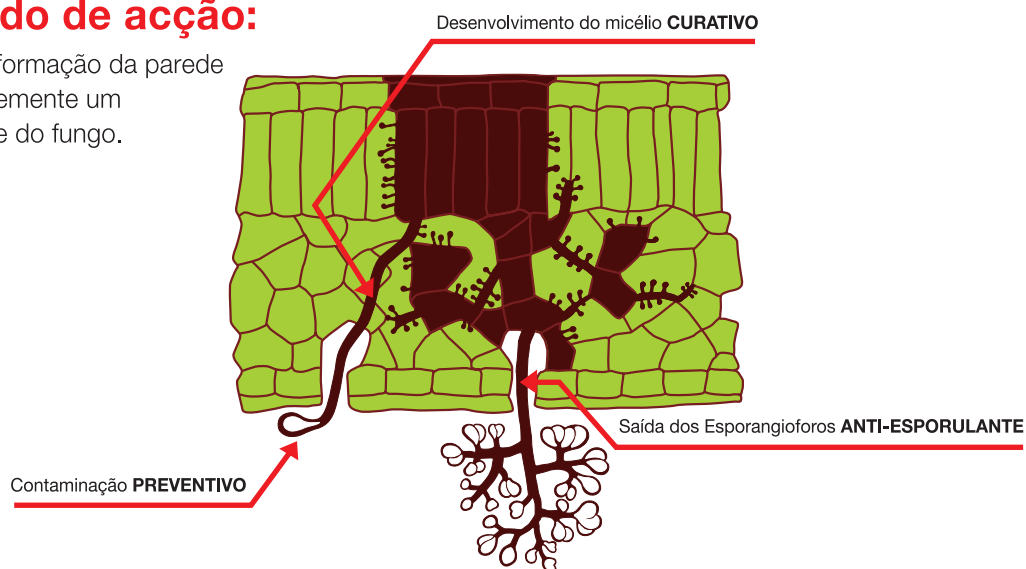 do de acção:
formação da parede
emente um
e do fungo.
Desenvolvimento do micélio CURATIVO
Saída dos Esporangioforos ANTI-ESPORULANTE
Contaminação PREVENTIVO